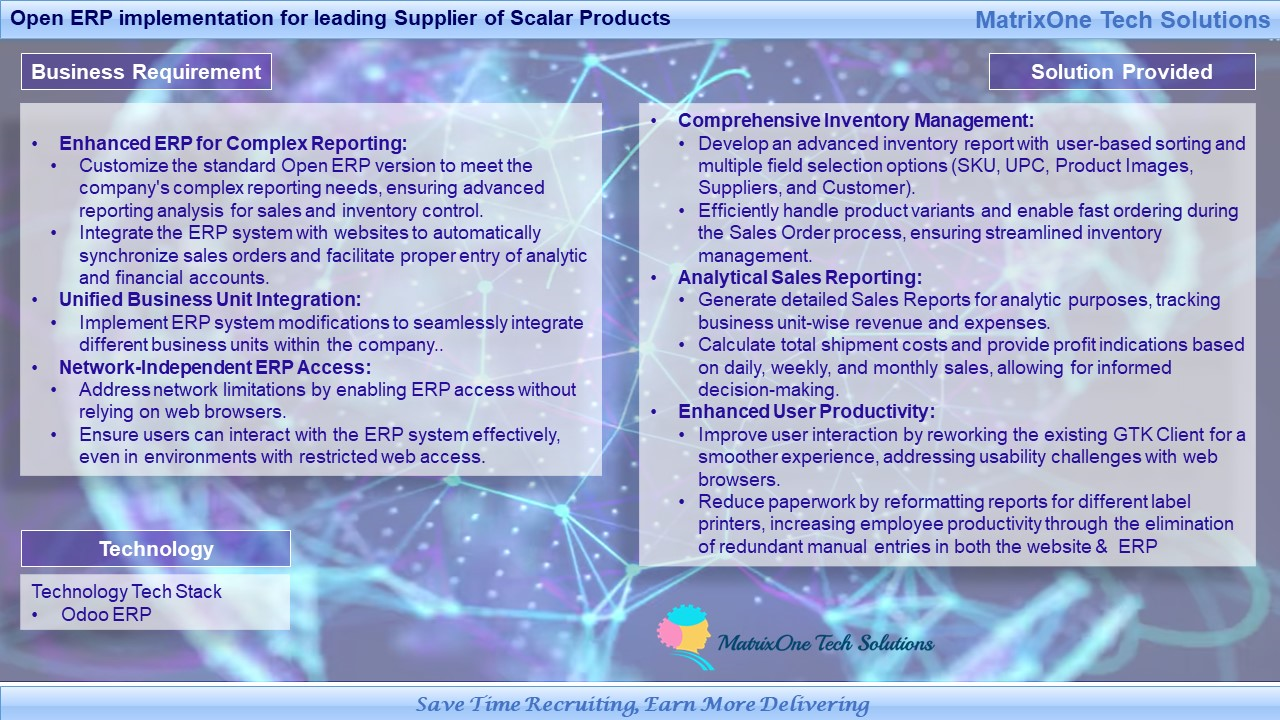 Open ERP implementation for leading Supplier of Scalar Products
MatrixOne Tech Solutions
Business Requirement
• Enhanced ERP for Complex Reporting:
• Customize the standard Open ERP version to meet the
company's complex reporting needs, ensuring advanced
reporting analysis for sales and inventory control.
• Integrate the ERP system with websites to automatically
synchronize sales orders and facilitate proper entry of analytic
and financial accounts.
• Unified Business Unit Integration:
• Implement ERP system modifications to seamlessly integrate
different business units within the company..
• Network-Independent ERP Access:
• Address network limitations by enabling ERP access without
relying on web browsers.
• Ensure users can interact with the ERP system effectively,
even in environments with restricted web access.
Technology
Technology Tech Stack
• Odoo ERP
Solution Provided
• Comprehensive Inventory Management:
• Develop an advanced inventory report with user-based sorting and
multiple field selection options (SKU, UPC, Product Images,
Suppliers, and Customer).
• Efficiently handle product variants and enable fast ordering during
the Sales Order process, ensuring streamlined inventory
management.
• Analytical Sales Reporting:
• Generate detailed Sales Reports for analytic purposes, tracking
business unit-wise revenue and expenses.
• Calculate total shipment costs and provide profit indications based
on daily, weekly, and monthly sales, allowing for informed
decision-making.
• Enhanced User Productivity:
• Improve user interaction by reworking the existing GTK Client for a
smoother experience, addressing usability challenges with web
browsers.
• Reduce paperwork by reformatting reports for different label
printers, increasing employee productivity through the elimination
of redundant manual entries in both the website & ERP
MatrixOne Tech Solutions
Save Time Recruiting, Earn More Delivering